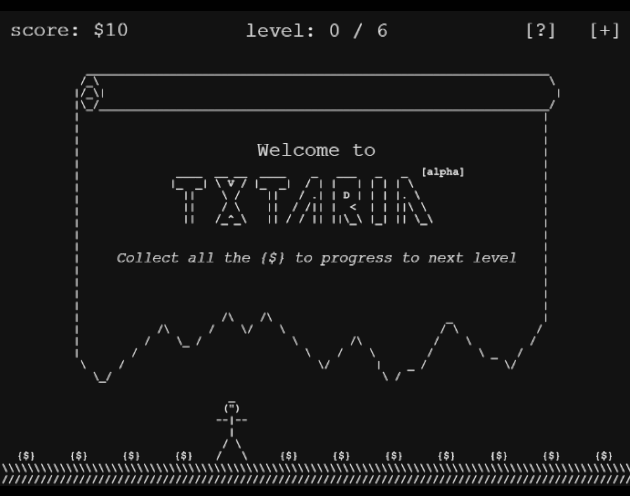 score: $10 level: 0 / 6 [?] [+]
Welcome to
TXTARIA [alpha]
Collect all the {$} to progress to next level
{$} {$} {$} {$} {$} {$} {$} {$} {$} {$} {$}